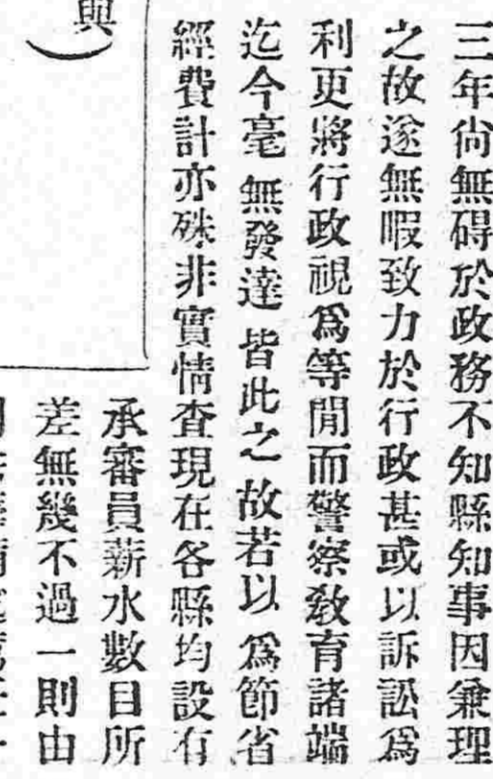 三年尙無碍於政務不知縣知事因兼理
之故遂無暇致力於行政甚或以訴訟爲
利更將行政視爲等閒而警察敎育諸端
迄今毫無發達皆此之故若以爲節省
經費計亦殊非實情査現在各縣均設有
承審員薪水數目所
差無幾不過一則由
與）